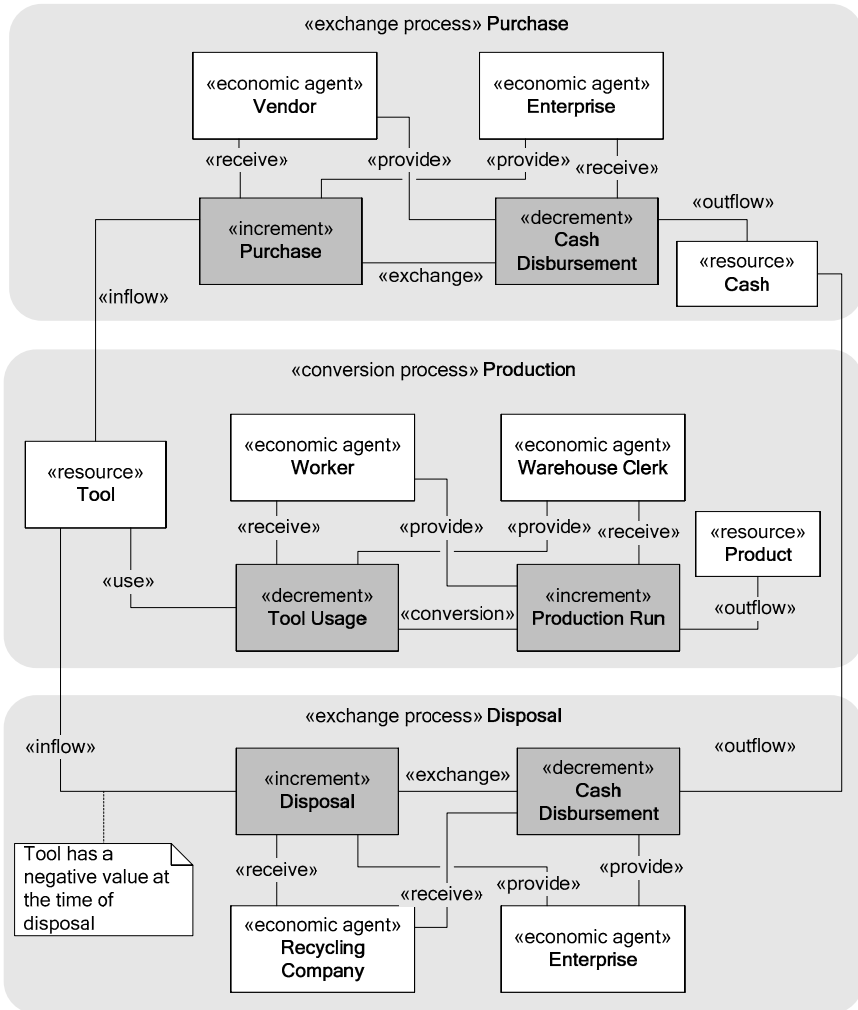 «exchange process» Purchase
«economic agent»
Vendor
«economic agent»
Enterprise
«receive»
«provide»
«provide»
«receive»
«increment»
Purchase
«decrement»
Cash
Disbursement
«outflow»
«resource»
Cash
«exchange»
«inflow»
«conversion process» Production
«resource»
Tool
«economic agent»
Worker
«economic agent»
Warehouse Clerk
«receive»
«provide»
«provide»
«receive»
«resource»
Product
«use»
«decrement»
Tool Usage
«conversion»
«increment»
Production Run
«outflow»
«exchange process» Disposal
«inflow»
«increment»
Disposal
«exchange»
«decrement»
Cash
Disbursement
«outflow»
Tool has a
negative value at
the time of
disposal
«receive»
«receive»
«provide»
«provide»
«economic agent»
Recycling
Company
«economic agent»
Enterprise